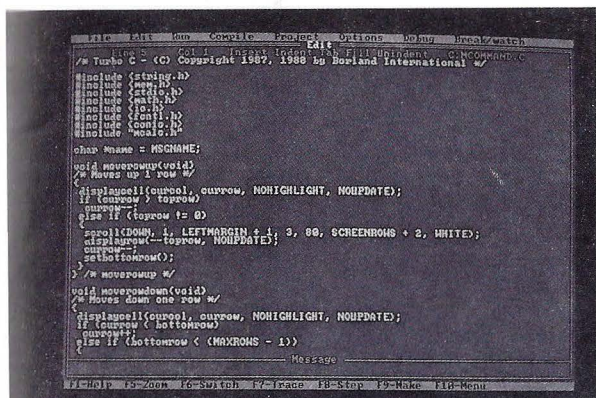 File Edit Run Compile Project Options Debug Break/watch
Edit
Line 5 Col 1 Insert Indent Tab Fill Unindent C:MCOMMAND.C
/* Turbo C - (C) Copyright 1987, 1988 by Borland International */
#include <string.h>
#include <mem.h>
#include <stdio.h>
#include <math.h>
#include <io.h>
#include <conio.h>
#include "mcalc.h"
char *name = MSGNAME;
void moverowup(void)
/* Moves up 1 row */
{
displaycell(curcol, currow, NOHIGHLIGHT, NOUPDATE);
if (currow > toprow)
currow--;
else if (toprow != 0)
{
scroll(DOWN, 1, LEFTMARGIN + 1, 3, 80, SCREENROWS + 2, WHITE);
displayrow(--toprow, NOUPDATE);
currow--;
setbottomrow();
}
} /* moverowup */
void moverowdown(void)
/* Moves down one row */
{
displaycell(curcol, currow, NOHIGHLIGHT, NOUPDATE);
if (currow < bottomrow)
currow++;
else if (bottomrow < (MAXROWS - 1))
{
Message
F1-Help F5-Zoom F6-Switch F7-Trace F8-Step F9-Make F10-Menu